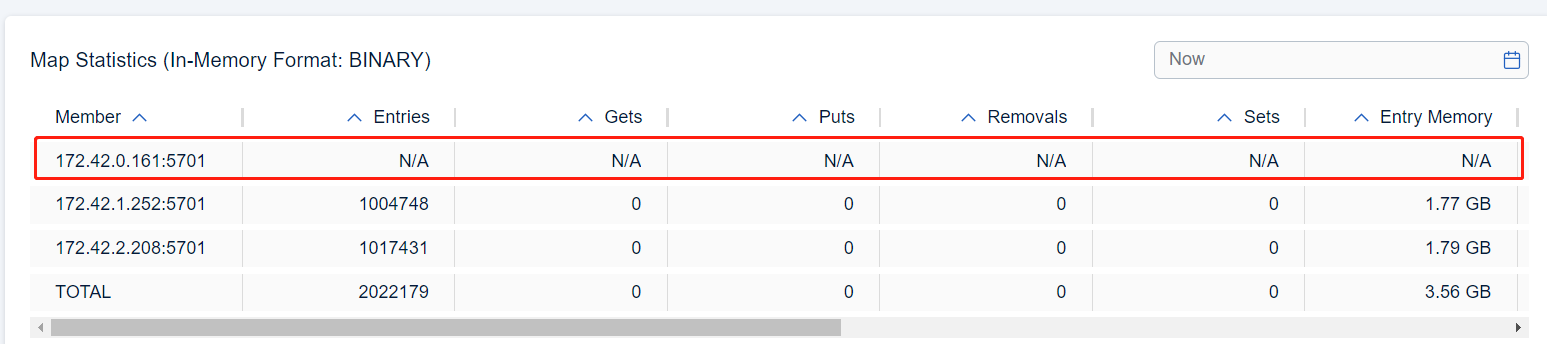 Map Statistics (In-Memory Format: BINARY) Now
Member Entries Gets Puts Removals Sets Entry Memory
172.42.0.161:5701 N/A N/A N/A N/A N/A N/A
172.42.1.252:5701 1004748 0 0 0 0 1.77 GB
172.42.2.208:5701 1017431 0 0 0 0 1.79 GB
TOTAL 2022179 0 0 0 0 3.56 GB